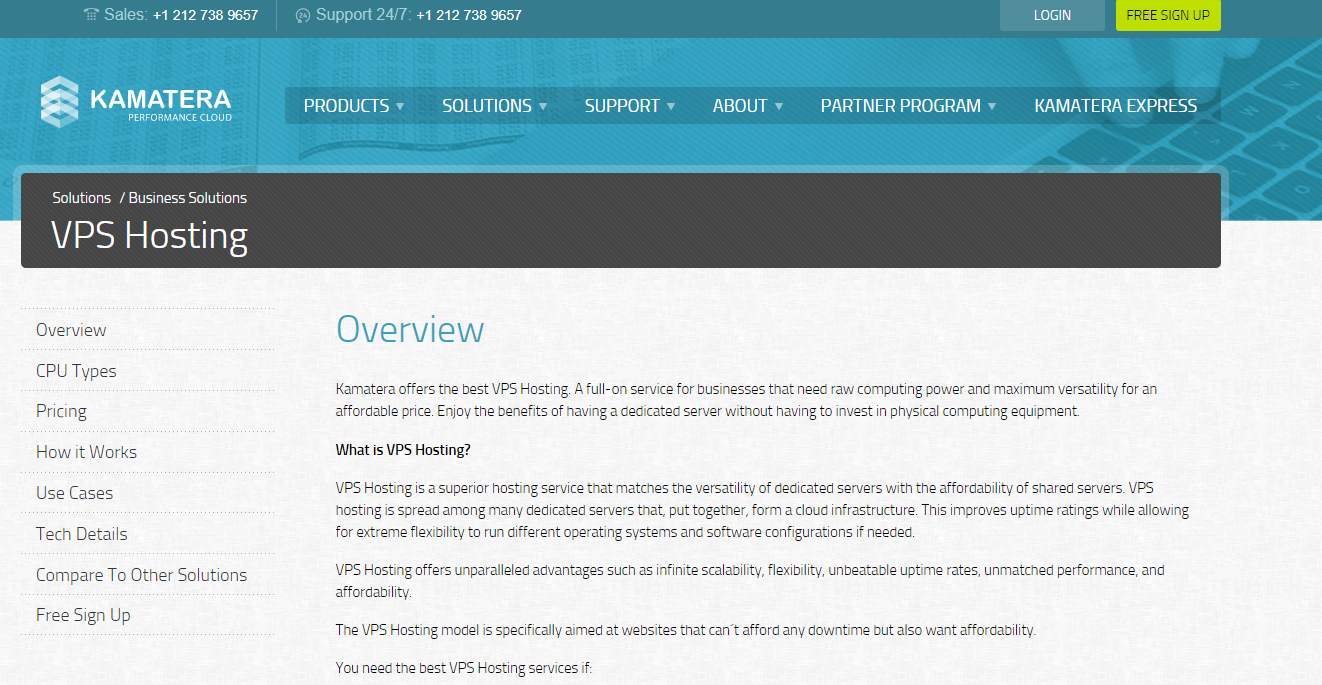 Sales: +1 212 738 9657
24 Support 24/7: +1 212 738 9657
LOGIN
FREE SIGN UP
KAMATERA
PERFORMANCE CLOUD
PRODUCTS
SOLUTIONS
SUPPORT
ABOUT
PARTNER PROGRAM
KAMATERA EXPRESS
Solutions / Business Solutions
VPS Hosting
Overview
CPU Types
Pricing
How it Works
Use Cases
Tech Details
Compare To Other Solutions
Free Sign Up
Overview
Kamatera offers the best VPS Hosting. A full-on service for businesses that need raw computing power and maximum versatility for an
affordable price. Enjoy the benefits of having a dedicated server without having to invest in physical computing equipment.
What is VPS Hosting?
VPS Hosting is a superior hosting service that matches the versatility of dedicated servers with the affordability of shared servers. VPS
hosting is spread among many dedicated servers that, put together, form a cloud infrastructure. This improves uptime ratings while allowing
for extreme flexibility to run different operating systems and software configurations if needed.
VPS Hosting offers unparalleled advantages such as infinite scalability, flexibility, unbeatable uptime rates, unmatched performance, and
affordability.
The VPS Hosting model is specifically aimed at websites that can´t afford any downtime but also want affordability.
You need the best VPS Hosting services if: